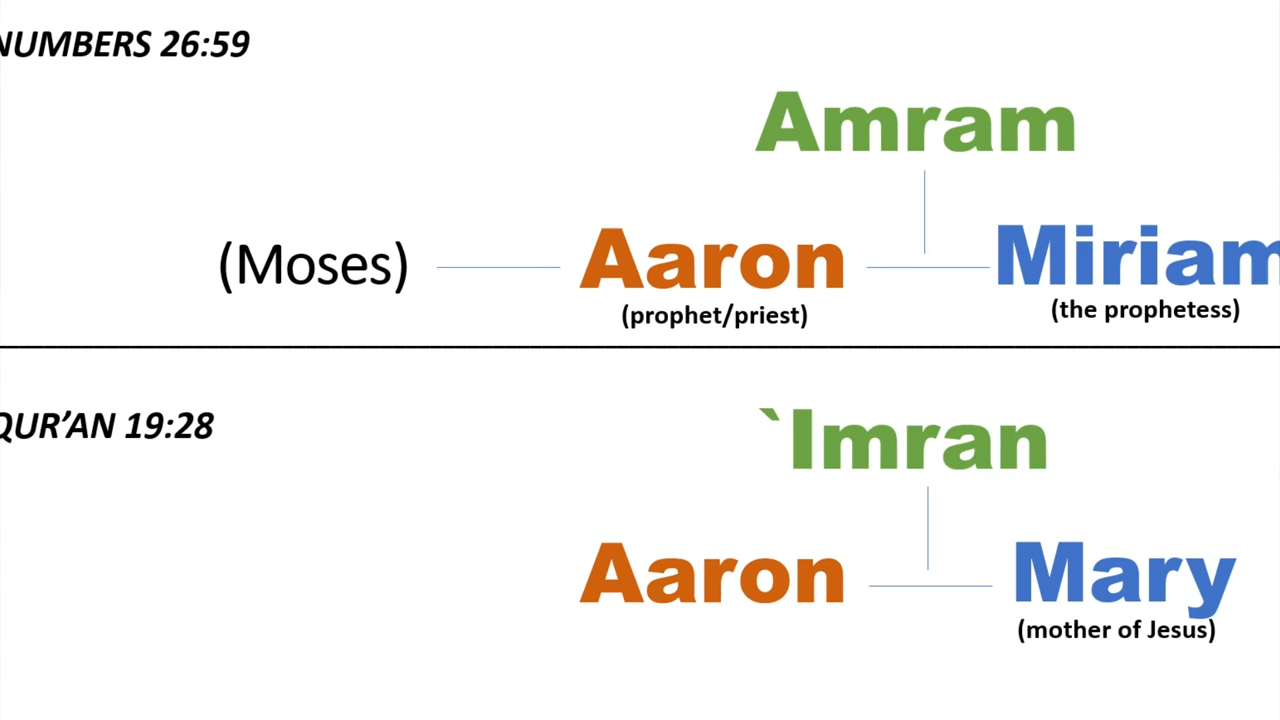 NUMBERS 26:59
Amram
(Moses) Aaron Miriam
(prophet/priest) (the prophetess)
QUR’AN 19:28
`Imran
Aaron Mary
(mother of Jesus)